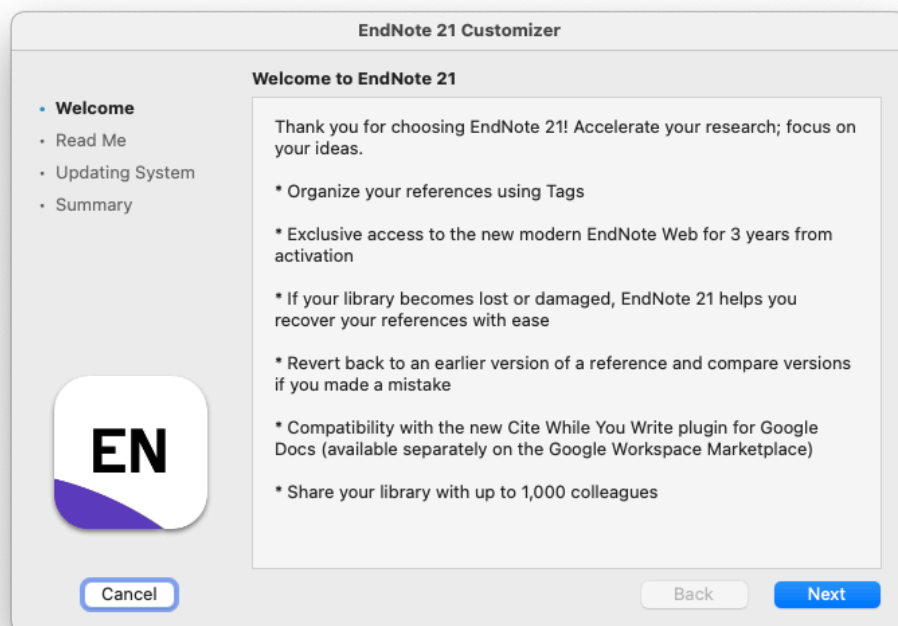 EndNote 21 Customizer
Welcome to EndNote 21
• Welcome
• Read Me
• Updating System
• Summary
Thank you for choosing EndNote 21! Accelerate your research; focus on
your ideas.
* Organize your references using Tags
* Exclusive access to the new modern EndNote Web for 3 years from
activation
* If your library becomes lost or damaged, EndNote 21 helps you
recover your references with ease
* Revert back to an earlier version of a reference and compare versions
if you made a mistake
* Compatibility with the new Cite While You Write plugin for Google
Docs (available separately on the Google Workspace Marketplace)
* Share your library with up to 1,000 colleagues
EN
Cancel
Back
Next